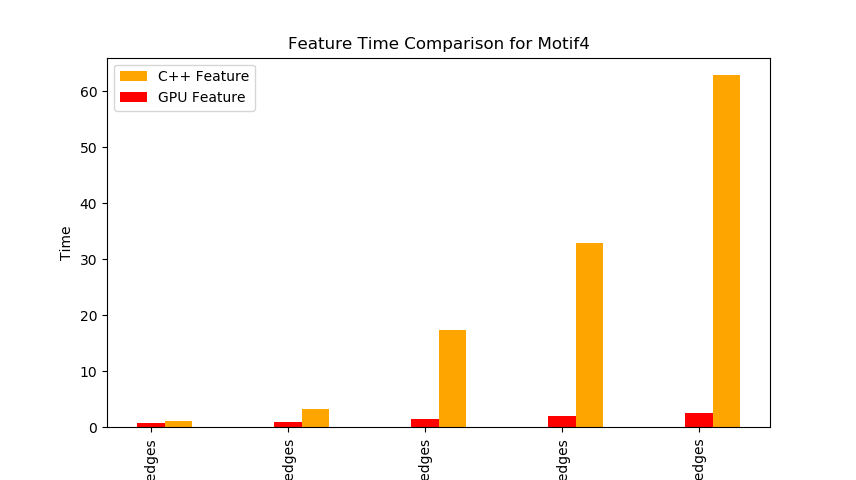 Feature Time Comparison for Motif4
C++ Feature
GPU Feature
Time
60
50
40
30
20
10
0
edges
edges
edges
edges
edges